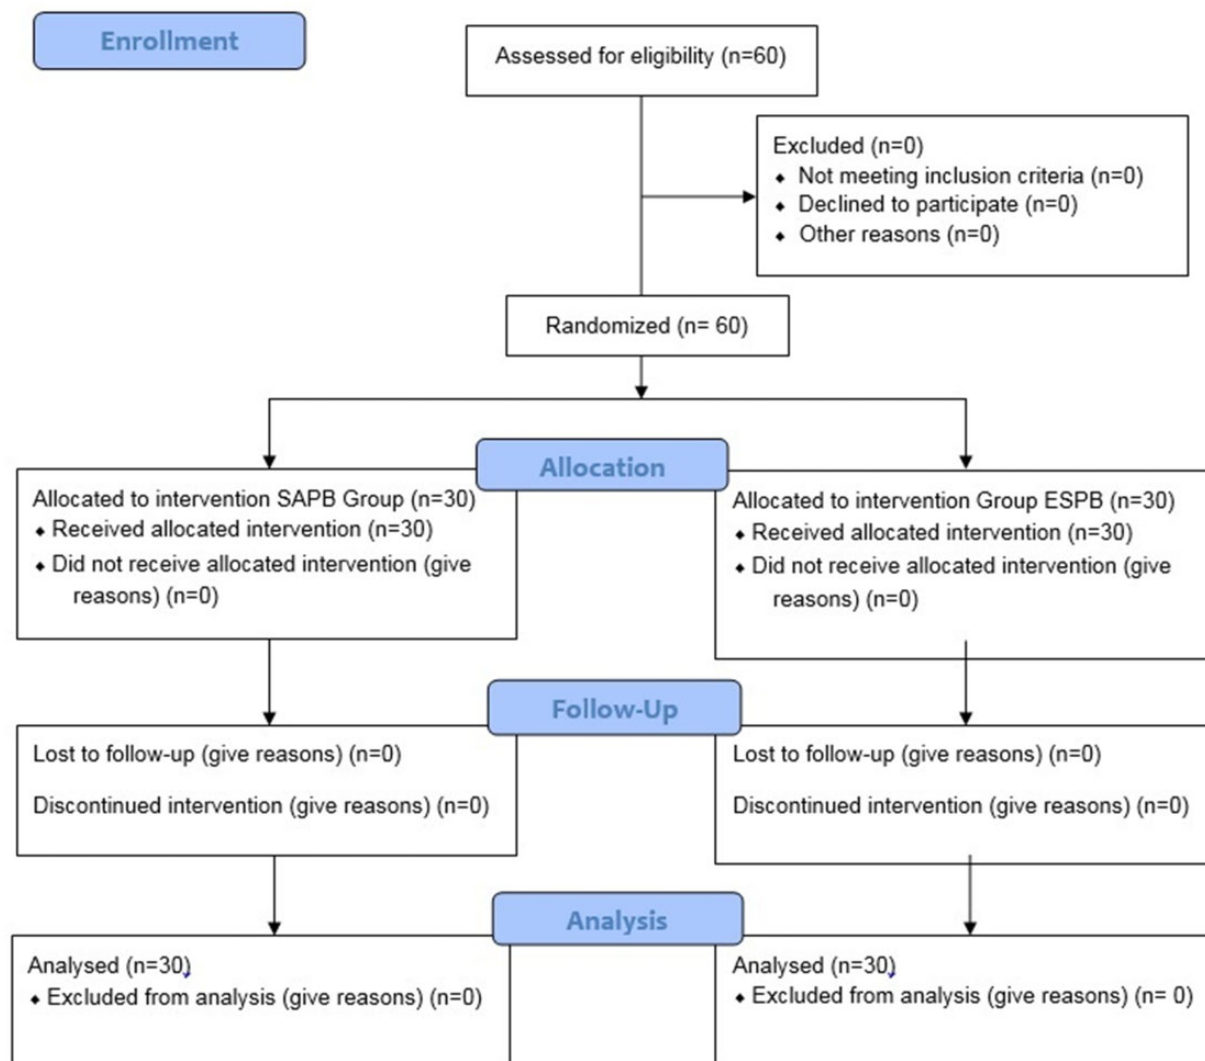 Enrollment
Assessed for eligibility (n=60)
Excluded (n=0)
⬥ Not meeting inclusion criteria (n=0)
⬥ Declined to participate (n=0)
⬥ Other reasons (n=0)
Randomized (n= 60)
Allocation
Allocated to intervention SAPB Group (n=30)
⬥ Received allocated intervention (n=30)
⬥ Did not receive allocated intervention (give
reasons) (n=0)
Allocated to intervention Group ESPB (n=30)
⬥ Received allocated intervention (n=30)
⬥ Did not receive allocated intervention (give
reasons) (n=0)
Follow-Up
Lost to follow-up (give reasons) (n=0)
Discontinued intervention (give reasons) (n=0)
Lost to follow-up (give reasons) (n=0)
Discontinued intervention (give reasons) (n=0)
Analysis
Analysed (n=30)
⬥ Excluded from analysis (give reasons) (n=0)
Analysed (n=30)
⬥ Excluded from analysis (give reasons) (n= 0)